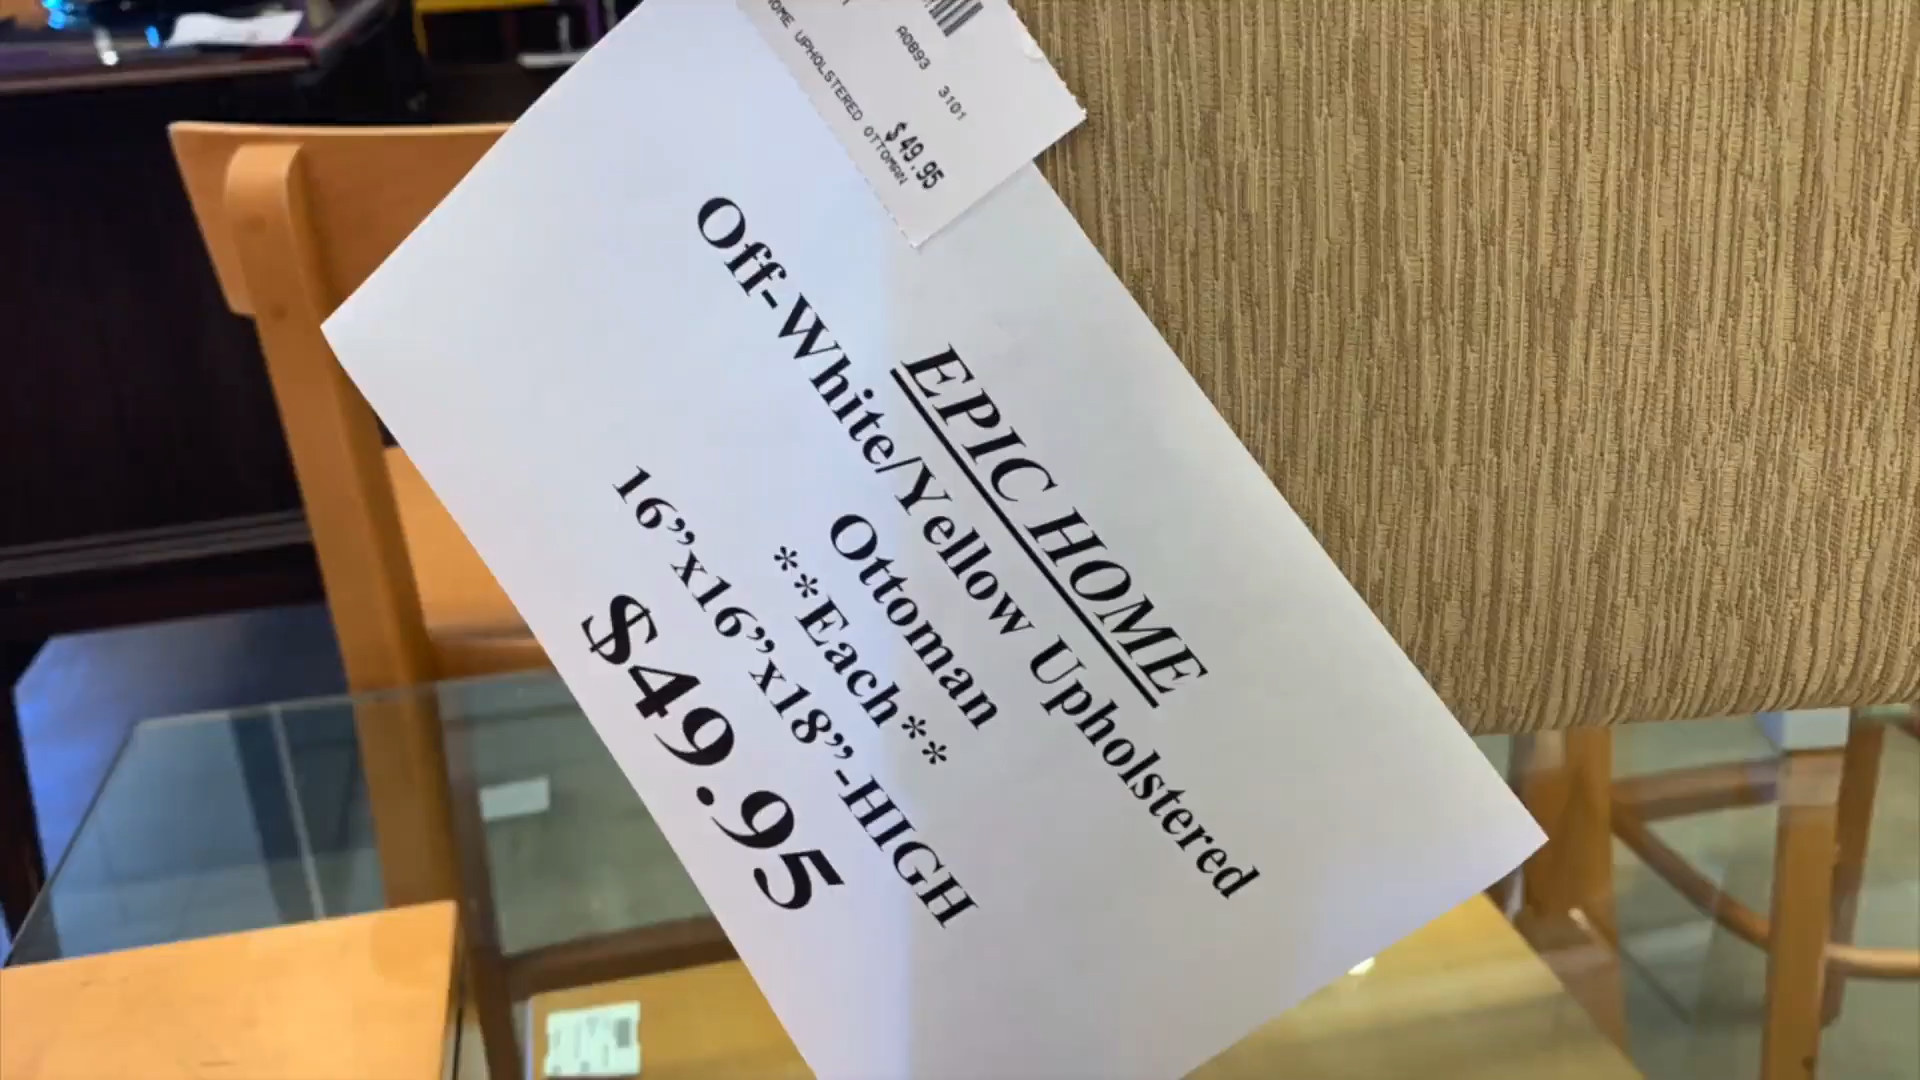 A0893 3101
$49.95
UPHOLSTERED OTTOMAN
EPIC HOME
Off-White/Yellow Upholstered
Ottoman
**Each**
16”x16”x18”-HIGH
$49.95